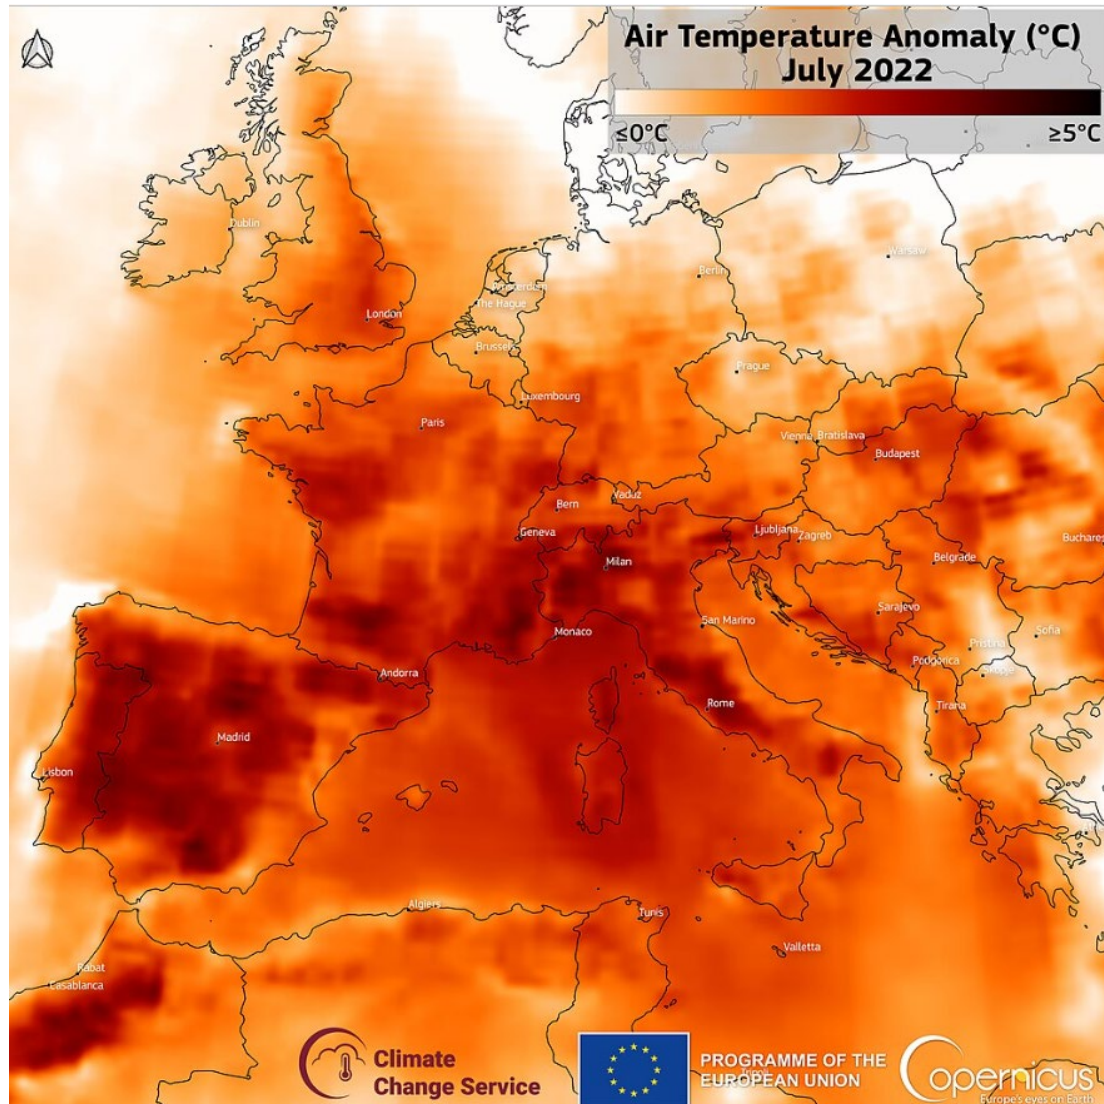 Air Temperature Anomaly (°C)
July 2022
≤0°C
≥5°C
Dublin
Warsaw
Berlin
Amsterdam
The Hague
London
Brussels
Prague
Luxembourg
Paris
Vienna
Bratislava
Budapest
Vaduz
Bern
Geneva
Ljubljana
Zagreb
Buchares
Milan
Belgrade
Sarajevo
San Marino
Monaco
Sofia
Pristina
Podgorica
Skopje
Andorra
Rome
Tirana
Madrid
Lisbon
Algiers
Tunis
Valletta
Rabat
Casablanca
Tripoli
Climate
Change Service
PROGRAMME OF THE
EUROPEAN UNION
opernicus
Europe's eyes on Earth